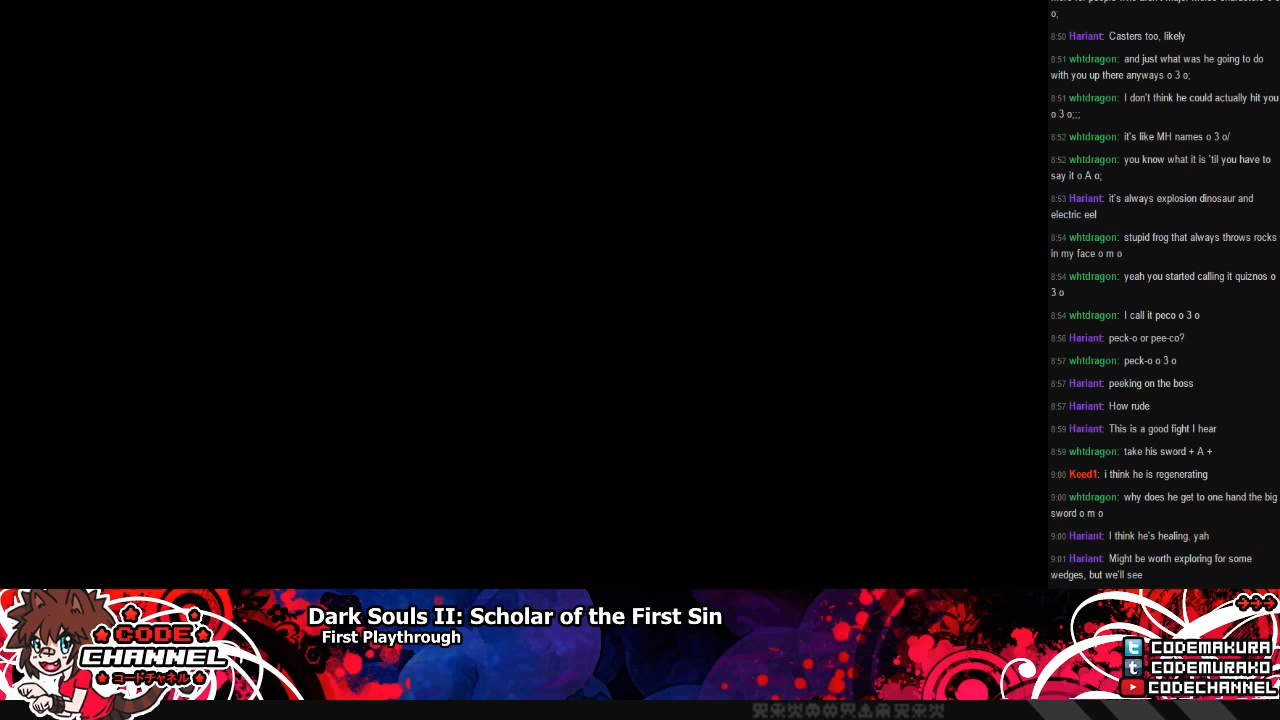 o;
8:50 Hariant: Casters too, likely
8:51 whtdragon: and just what was he going to do
with you up there anyways o 3 o;
8:51 whtdragon: I don't think he could actually hit you
o 3 o;;;
8:52 whtdragon: it's like MH names o 3 o/
8:52 whtdragon: you know what it is 'til you have to
say it o A o;
8:53 Hariant: it's always explosion dinosaur and
electric eel
8:54 whtdragon: stupid frog that always throws rocks
in my face o m o
8:54 whtdragon: yeah you started calling it quiznos o
3 o
8:54 whtdragon: I call it peco o 3 o
8:56 Hariant: peck-o or pee-co?
8:57 whtdragon: peck-o o 3 o
8:57 Hariant: peeking on the boss
8:57 Hariant: How rude
8:59 Hariant: This is a good fight I hear
8:59 whtdragon: take his sword + A +
9:00 Keed1: i think he is regenerating
9:00 whtdragon: why does he get to one hand the big
sword o m o
9:00 Hariant: I think he's healing, yah
9:01 Hariant: Might be worth exploring for some
wedges, but we'll see
Dark Souls II: Scholar of the First Sin
First Playthrough
CODE
CHANNEL
コードチャンネル
CODEMAKURA
CODEMURAKO
CODECHANNEL